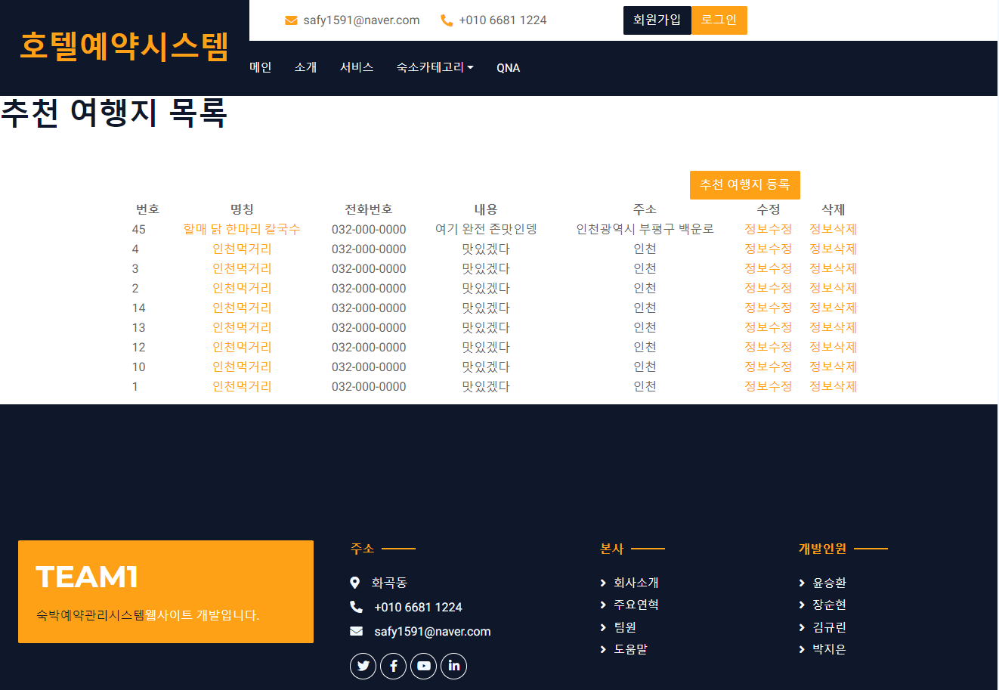 호텔예약시스템
safy1591@naver.com +010 6681 1224 회원가입 로그인
메인 소개 서비스 숙소카테고리 QNA
추천 여행지 목록
추천 여행지 등록
번호 명칭 전화번호 내용 주소 수정 삭제
45 할매 닭 한마리 칼국수 032-000-0000 여기 완전 존맛인뎅 인천광역시 부평구 백운로 정보수정 정보삭제
4 인천먹거리 032-000-0000 맛있겠다 인천 정보수정 정보삭제
3 인천먹거리 032-000-0000 맛있겠다 인천 정보수정 정보삭제
2 인천먹거리 032-000-0000 맛있겠다 인천 정보수정 정보삭제
14 인천먹거리 032-000-0000 맛있겠다 인천 정보수정 정보삭제
13 인천먹거리 032-000-0000 맛있겠다 인천 정보수정 정보삭제
12 인천먹거리 032-000-0000 맛있겠다 인천 정보수정 정보삭제
10 인천먹거리 032-000-0000 맛있겠다 인천 정보수정 정보삭제
1 인천먹거리 032-000-0000 맛있겠다 인천 정보수정 정보삭제
TEAM1
숙박예약관리시스템웹사이트 개발입니다.
주소
화곡동
+010 6681 1224
safy1591@naver.com
본사
회사소개
주요연혁
팀원
도움말
개발인원
윤승환
장순현
김규린
박지은